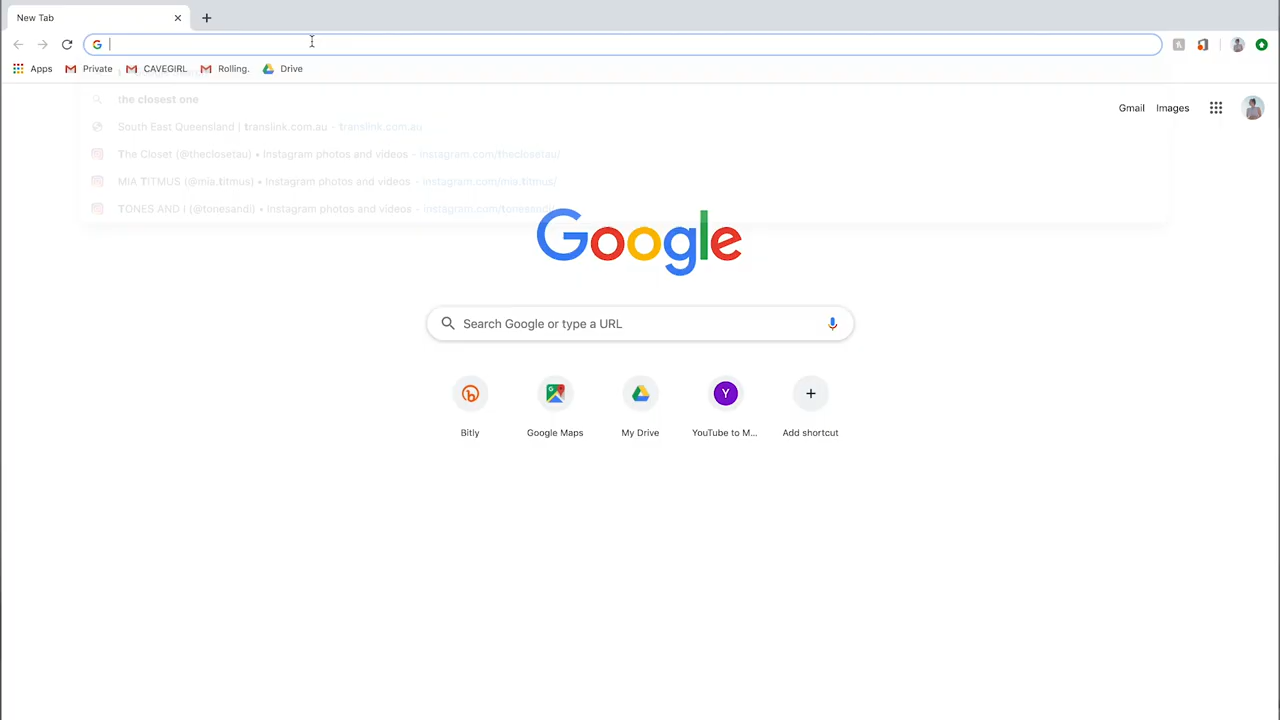 New Tab
Apps Private CAVEGIRL Rolling. Drive
the closest one
Gmail Images
South East Queensland | translink.com.au - translink.com.au
The Closet (@theclosetau) • Instagram photos and videos - instagram.com/theclosetau/
MIA TITMUS (@mia.titmus) • Instagram photos and videos - instagram.com/mia.titmus/
TONES AND I (@tonesandi) • Instagram photos and videos - instagram.com/tonesandi/
Google
Search Google or type a URL
Y
Bitly Google Maps My Drive YouTube to M... Add shortcut